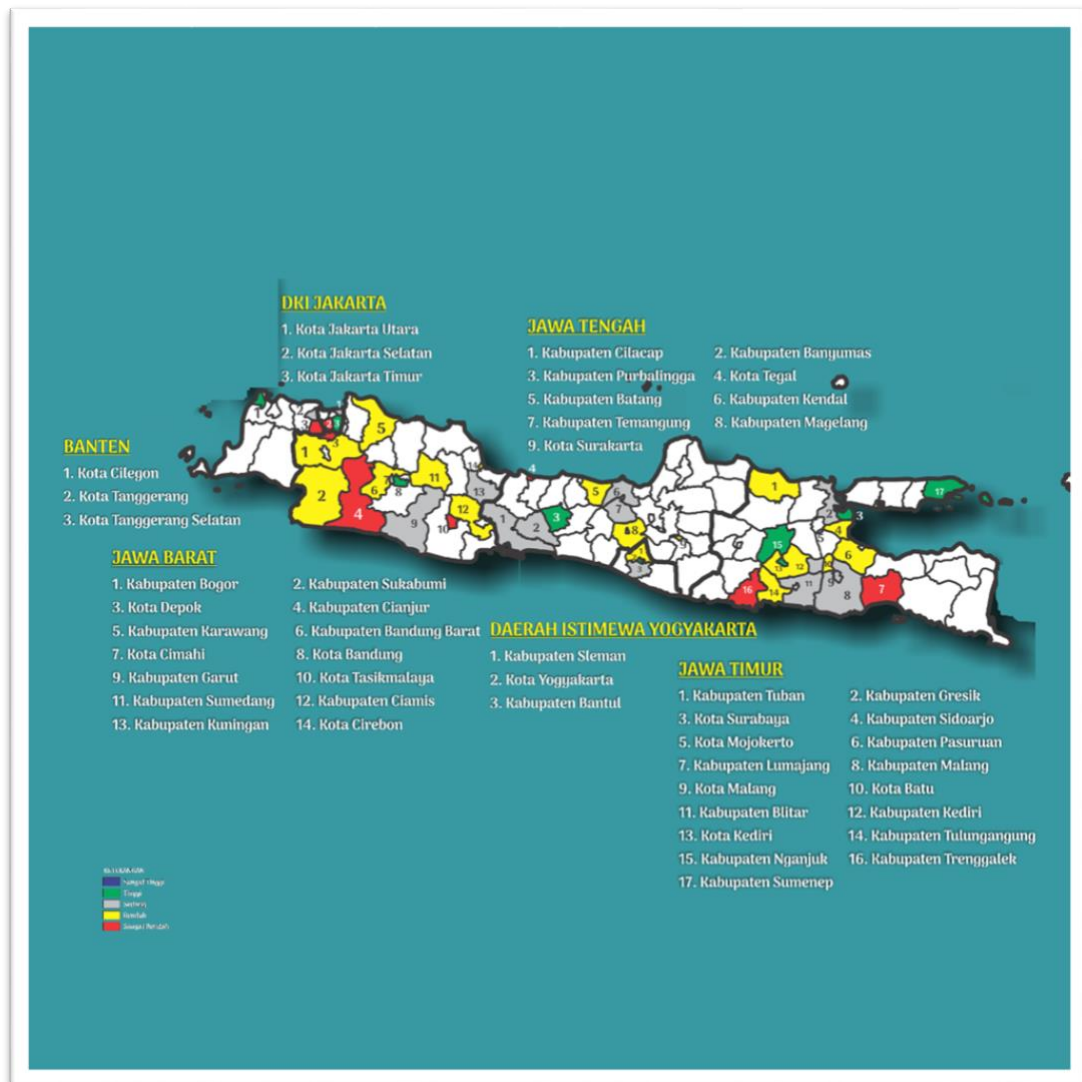 DKI JAKARTA
1. Kota Jakarta Utara
2. Kota Jakarta Selatan
3. Kota Jakarta Timur
JAWA TENGAH
1. Kabupaten Cilacap 2. Kabupaten Banyumas
3. Kabupaten Purbalingga 4. Kota Tegal
5. Kabupaten Batang 6. Kabupaten Kendal
7. Kabupaten Temangung 8. Kabupaten Magelang
9. Kota Surakarta
BANTEN
1. Kota Cilegon
2. Kota Tanggerang
3. Kota Tanggerang Selatan
JAWA BARAT
1. Kabupaten Bogor 2. Kabupaten Sukabumi
3. Kota Depok 4. Kabupaten Cianjur
5. Kabupaten Karawang 6. Kabupaten Bandung Barat
7. Kota Cimahi 8. Kota Bandung
9. Kabupaten Garut 10. Kota Tasikmalaya
11. Kabupaten Sumedang 12. Kabupaten Ciamis
13. Kabupaten Kuningan 14. Kota Cirebon
DAERAH ISTIMEWA YOGYAKARTA
1. Kabupaten Sleman
2. Kota Yogyakarta
3. Kabupaten Bantul
JAWA TIMUR
1. Kabupaten Tuban 2. Kabupaten Gresik
3. Kota Surabaya 4. Kabupaten Sidoarjo
5. Kota Mojokerto 6. Kabupaten Pasuruan
7. Kabupaten Lumajang 8. Kabupaten Malang
9. Kota Malang 10. Kota Batu
11. Kabupaten Blitar 12. Kabupaten Kediri
13. Kota Kediri 14. Kabupaten Tulungangung
15. Kabupaten Nganjuk 16. Kabupaten Trenggalek
17. Kabupaten Sumenep
Tinggi
Rendah